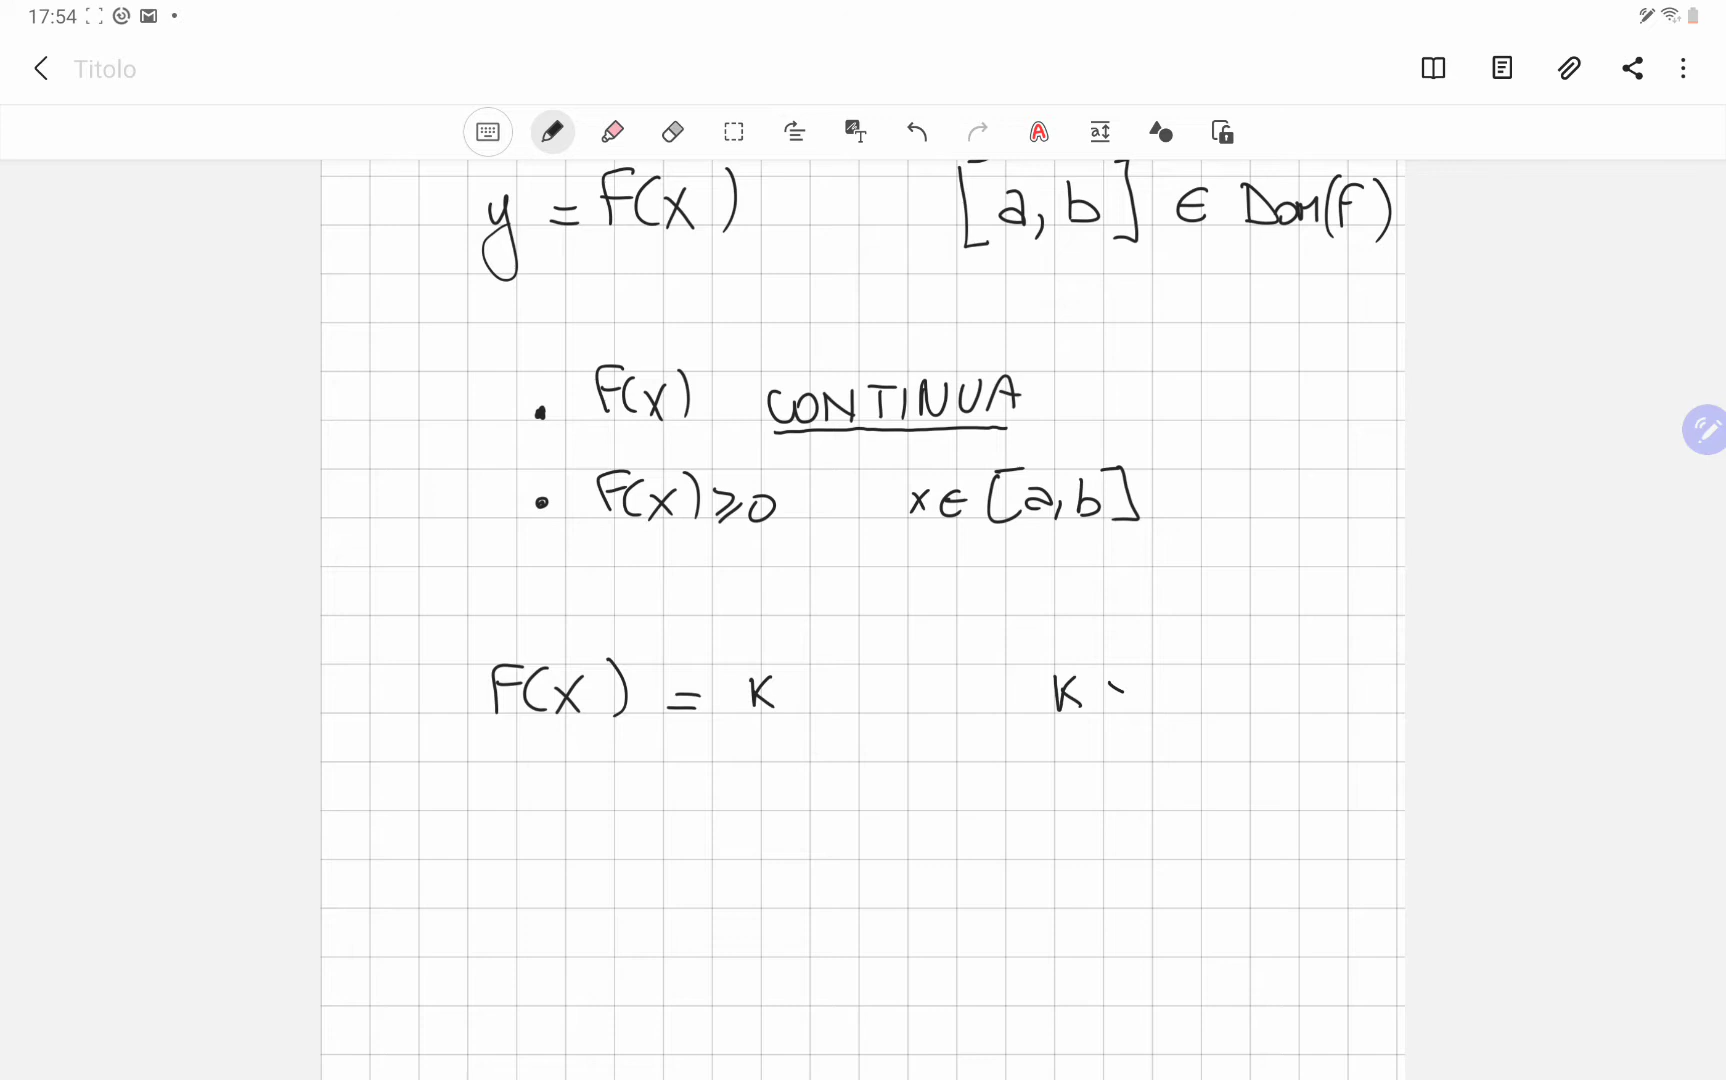 17:54
Titolo
y = F(x) [a, b] ∈ Dom(F)
• F(x) CONTINUA
• F(x) ⩾ 0 x ∈ [a, b]
F(x) = K K